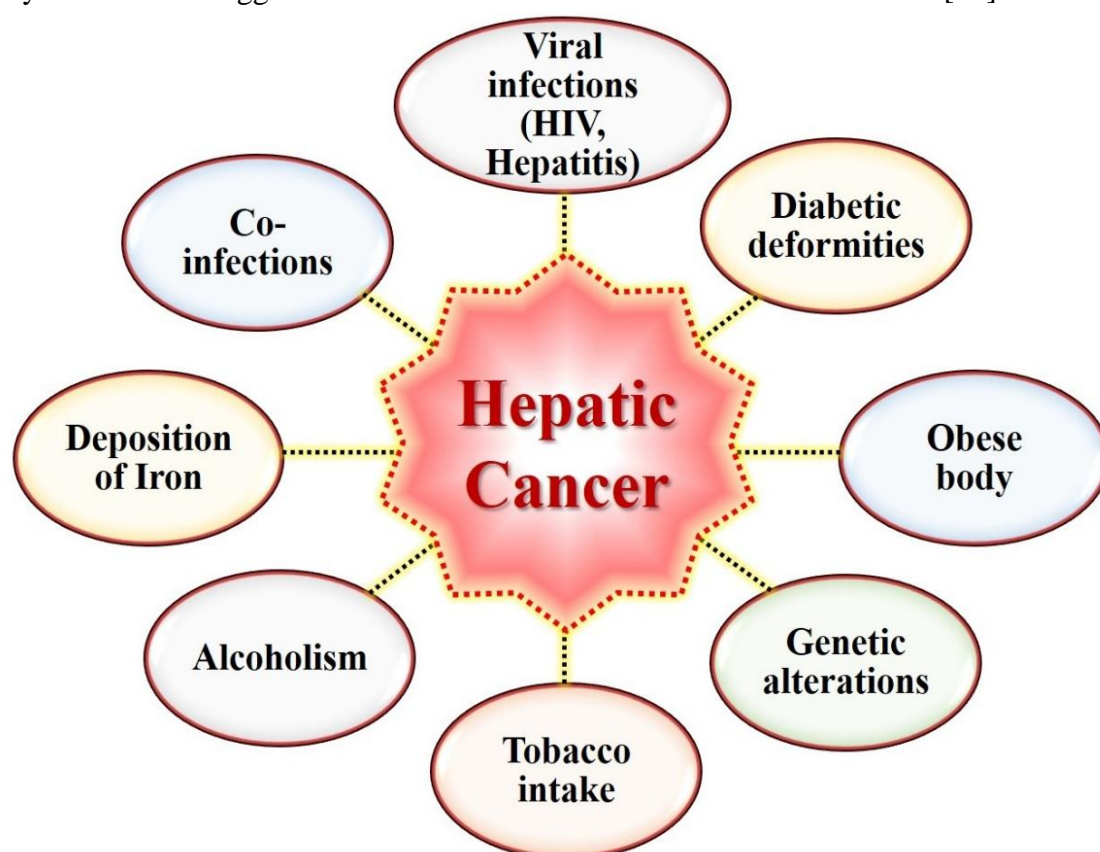 Viral
infections
(HIV,
Hepatitis)
Diabetic
deformities
Obese
body
Genetic
alterations
Tobacco
intake
Alcoholism
Deposition
of Iron
Co-
infections
Hepatic
Cancer